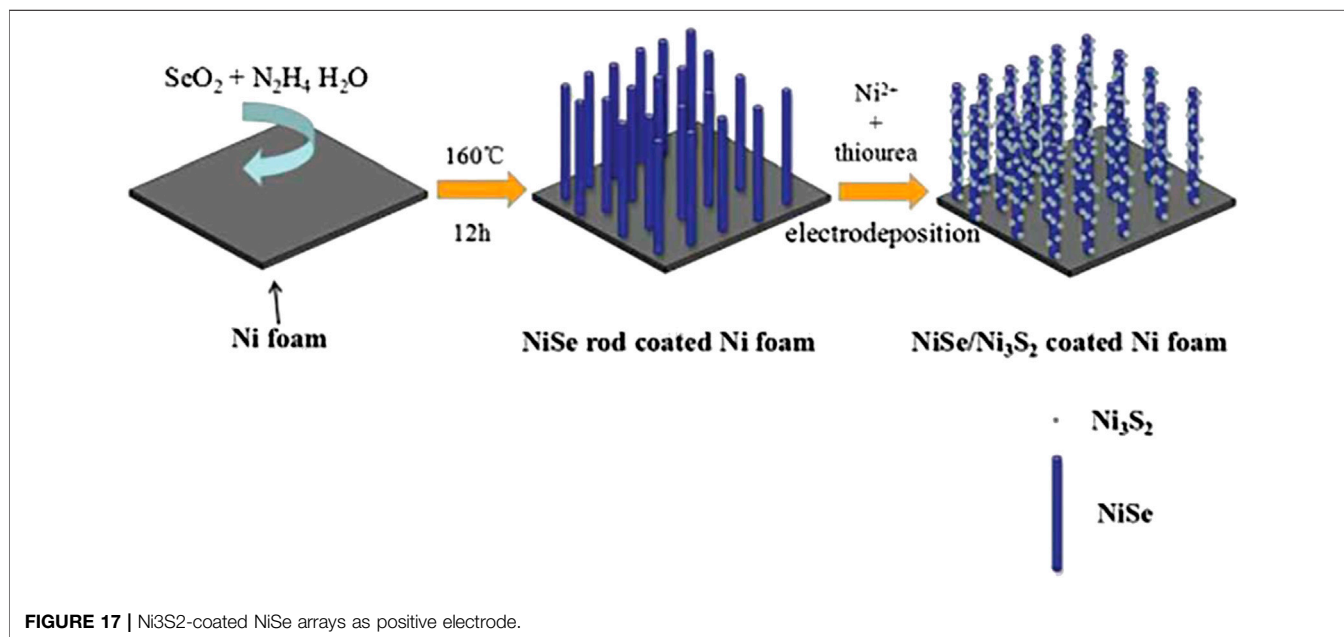 SeO₂ + N₂H₄ H₂O
Ni foam
160℃
12h
NiSe rod coated Ni foam
Ni²⁺
+
thiourea
electrodeposition
NiSe/Ni₃S₂ coated Ni foam
Ni₃S₂
NiSe
FIGURE 17 | Ni3S2-coated NiSe arrays as positive electrode.